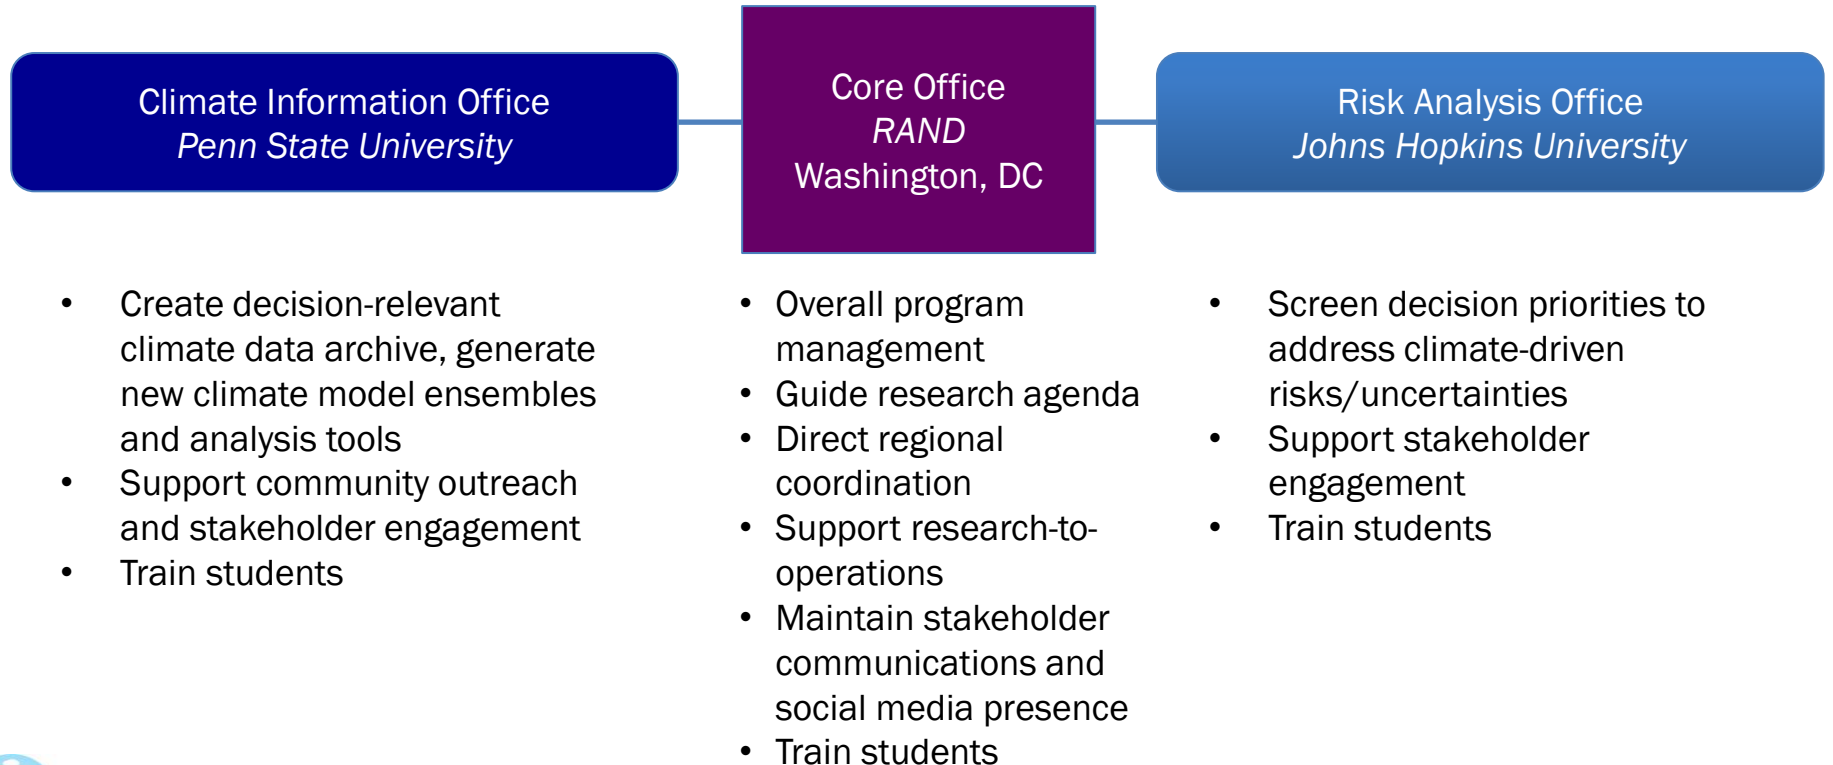 Climate Information Office
Penn State University
Core Office
RAND
Washington, DC
Risk Analysis Office
Johns Hopkins University
• Create decision-relevant
climate data archive, generate
new climate model ensembles
and analysis tools
• Support community outreach
and stakeholder engagement
• Train students
• Overall program
management
• Guide research agenda
• Direct regional
coordination
• Support research-to-
operations
• Maintain stakeholder
communications and
social media presence
• Train students
• Screen decision priorities to
address climate-driven
risks/uncertainties
• Support stakeholder
engagement
• Train students